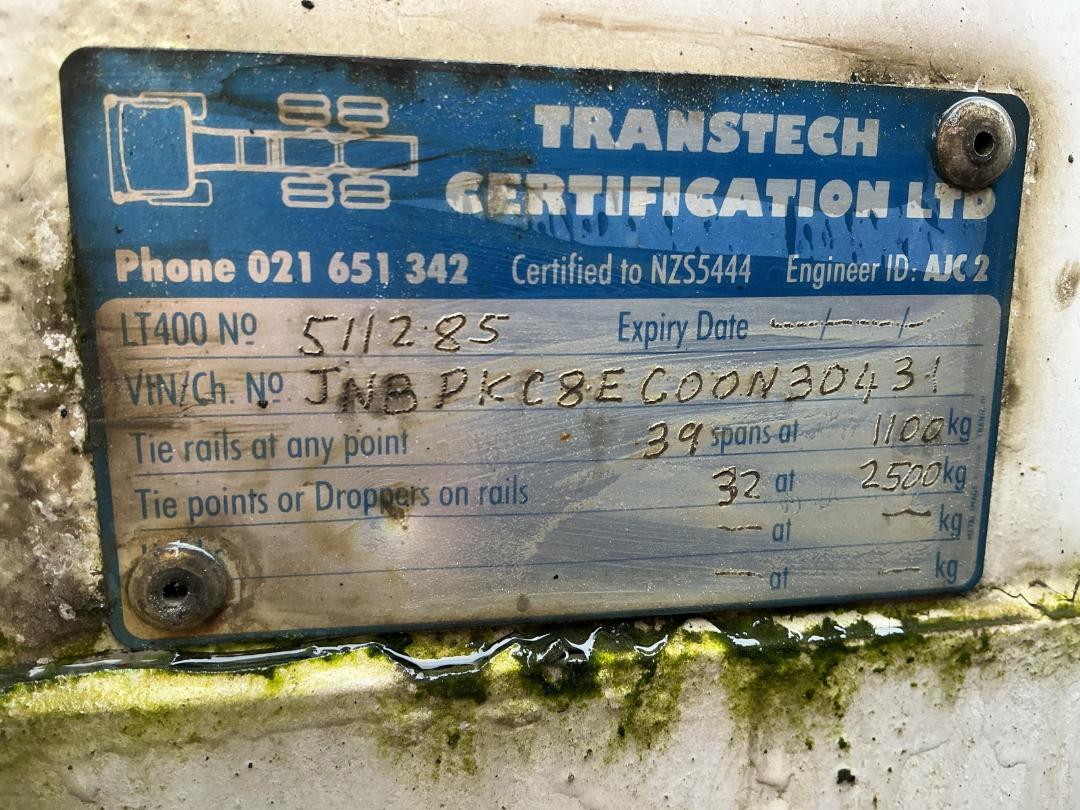 TRANSTECH
CERTIFICATION LTD
Phone 021 651 342 Certified to NZS5444 Engineer ID: AJC 2
LT400 Nº 511285 Expiry Date --/--/--
VIN/Ch. Nº JNBPKC8EC00N30431
Tie rails at any point 39 spans at 1100 kg
Tie points or Droppers on rails 32 at 2500 kg
— at — kg
— at — kg